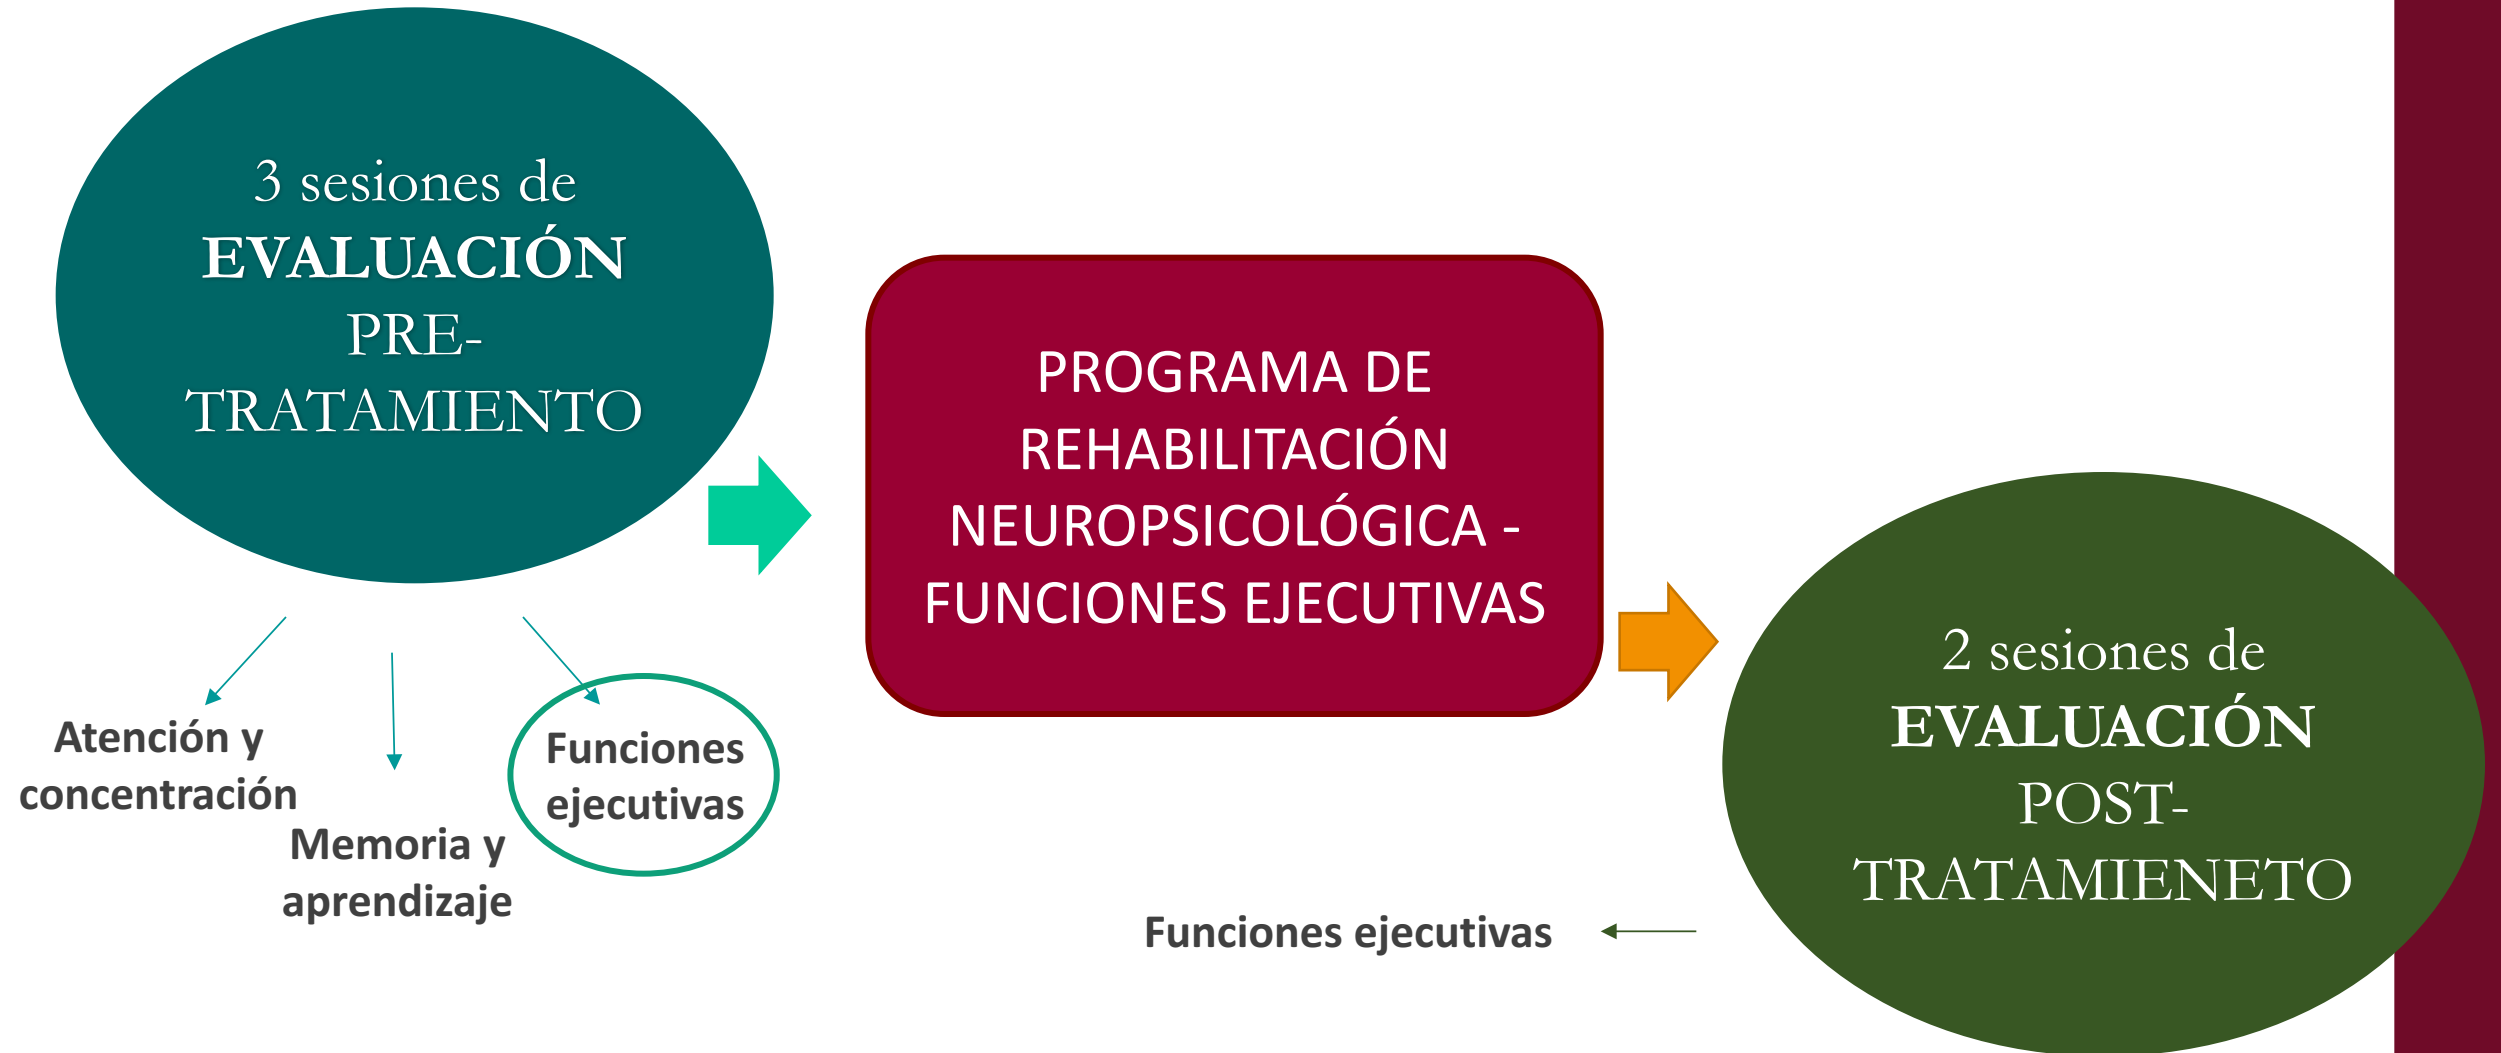 3 sesiones de
EVALUACIÓN
PRE-
TRATAMIENTO
Atención y
concentración
Memoria y
aprendizaje
Funciones
ejecutivas
PROGRAMA DE
REHABILITACIÓN
NEUROPSICOLÓGICA -
FUNCIONES EJECUTIVAS
2 sesiones de
EVALUACIÓN
POST-
TRATAMIENETO
Funciones ejecutivas